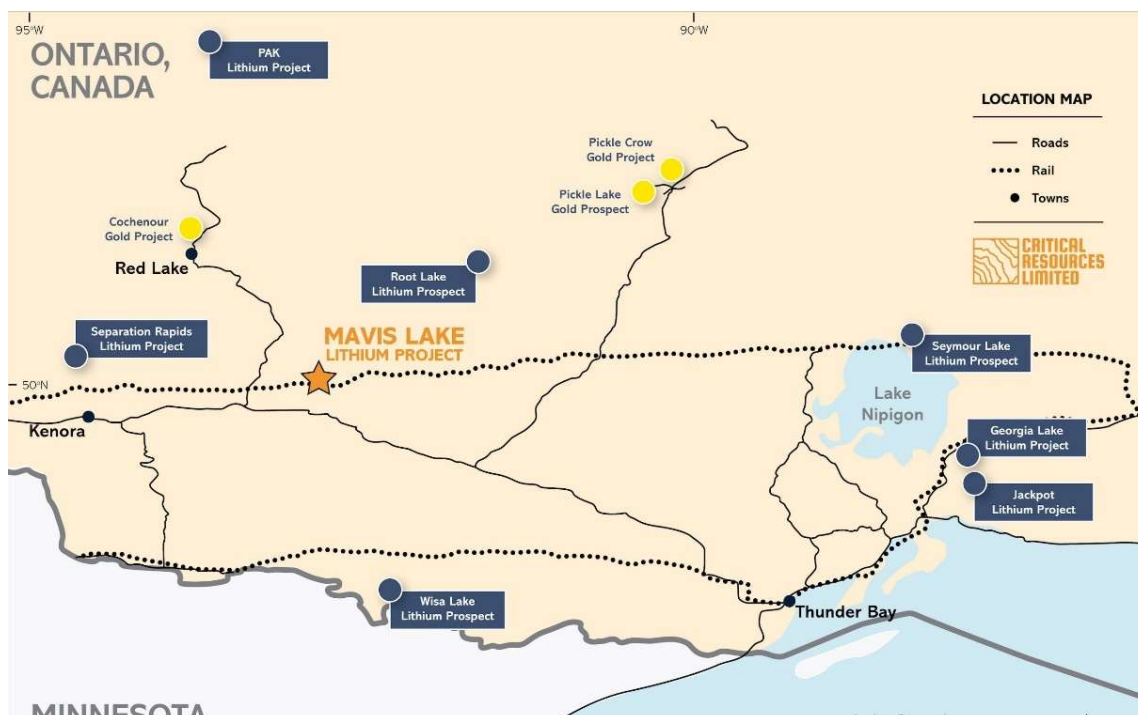 95°W
90°W
ONTARIO,
CANADA
PAK
Lithium Project
LOCATION MAP
Roads
Rail
Towns
CRITICAL
RESOURCES
LIMITED
Pickle Crow
Gold Project
Pickle Lake
Gold Prospect
Cochenour
Gold Project
Red Lake
Root Lake
Lithium Prospect
Separation Rapids
Lithium Project
MAVIS LAKE
LITHIUM PROJECT
Seymour Lake
Lithium Prospect
50°N
Lake
Nipigon
Kenora
Georgia Lake
Lithium Project
Jackpot
Lithium Project
Wisa Lake
Lithium Prospect
Thunder Bay
MINNESOTA